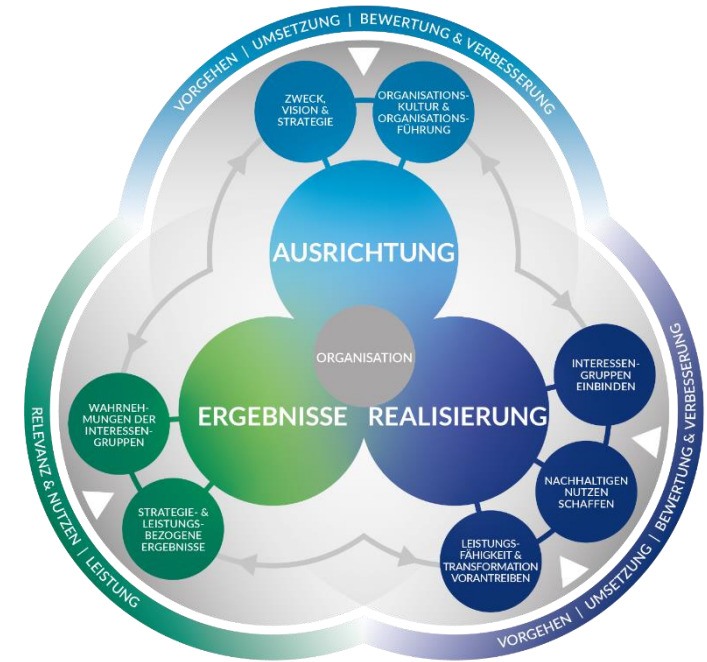 VORGEHEN | UMSETZUNG | BEWERTUNG & VERBESSERUNG
ZWECK,
VISION &
STRATEGIE
ORGANISATIONS-
KULTUR &
ORGANISATIONS-
FÜHRUNG
AUSRICHTUNG
ORGANISATION
ERGEBNISSE
REALISIERUNG
INTERESSEN-
GRUPPEN
EINBINDEN
NACHHALTIGEN
NUTZEN
SCHAFFEN
LEISTUNGS-
FÄHIGKEIT &
TRANSFORMATION
VORANTREIBEN
WAHRNEH-
MUNGEN DER
INTERESSEN-
GRUPPEN
STRATEGIE- &
LEISTUNGS-
BEZOGENE
ERGEBNISSE
RELEVANZ & NUTZEN | LEISTUNG
VORGEHEN | UMSETZUNG | BEWERTUNG & VERBESSERUNG